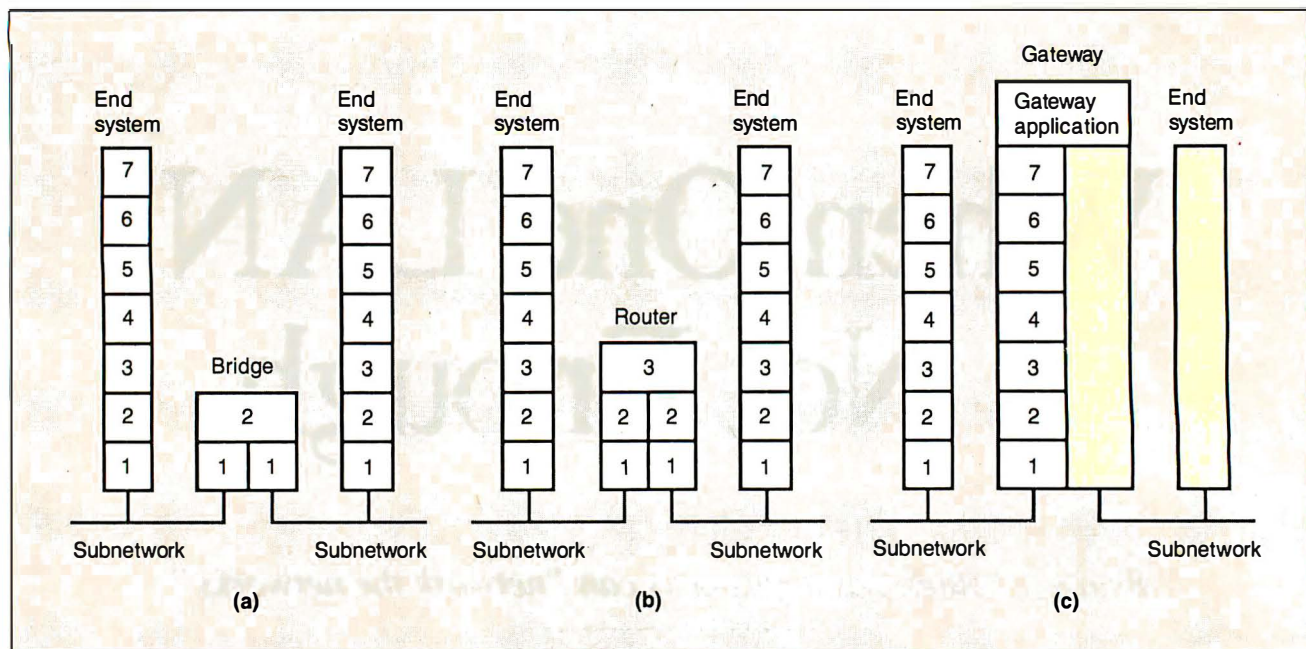 End
system
7
6
5
4
3
2
1
Bridge
2
1 1
End
system
7
6
5
4
3
2
1
Subnetwork
Subnetwork
(a)
End
system
7
6
5
4
3
2
1
Router
3
2 2
1 1
End
system
7
6
5
4
3
2
1
Subnetwork
Subnetwork
(b)
End
system
7
6
5
4
3
2
1
Gateway
Gateway
application
7
6
5
4
3
2
1
End
system
Subnetwork
Subnetwork
(c)
One LAN